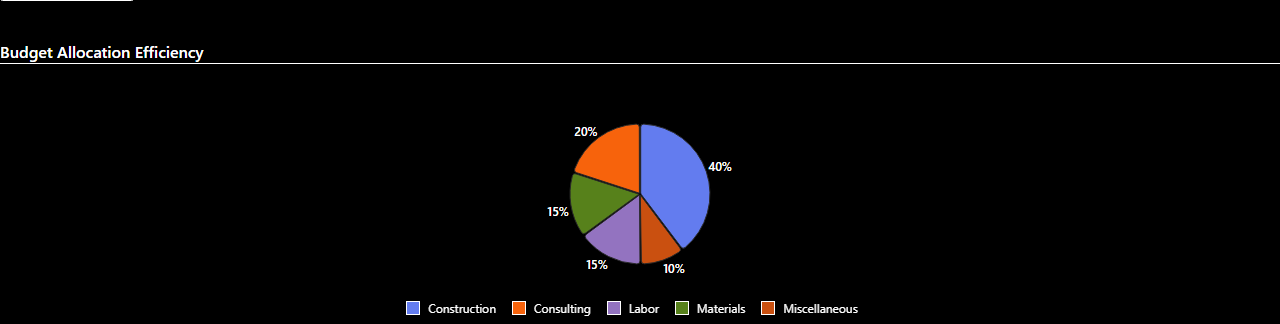 Budget Allocation Efficiency
20%
40%
15%
15%
10%
Construction
Consulting
Labor
Materials
Miscellaneous